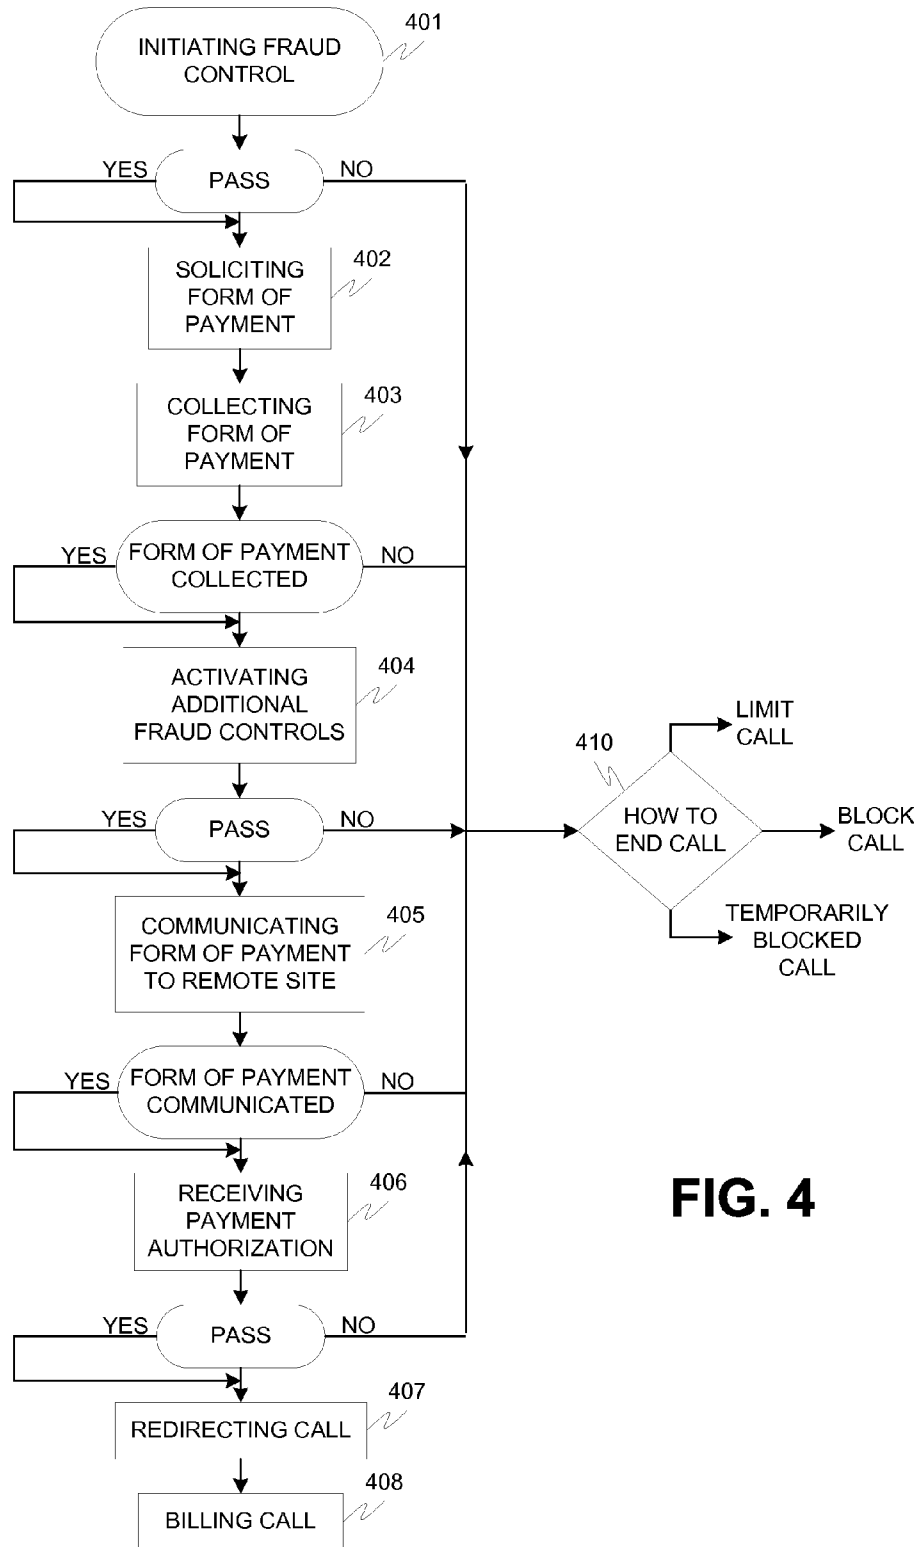 401
INITIATING FRAUD
CONTROL
YES
PASS
NO
402
SOLICITING
FORM OF
PAYMENT
403
COLLECTING
FORM OF
PAYMENT
YES
FORM OF PAYMENT
COLLECTED
NO
404
ACTIVATING
ADDITIONAL
FRAUD CONTROLS
410
LIMIT
CALL
HOW TO
END CALL
BLOCK
CALL
TEMPORARILY
BLOCKED
CALL
YES
PASS
NO
405
COMMUNICATING
FORM OF PAYMENT
TO REMOTE SITE
YES
FORM OF PAYMENT
COMMUNICATED
NO
406
RECEIVING
PAYMENT
AUTHORIZATION
FIG. 4
YES
PASS
NO
407
REDIRECTING CALL
408
BILLING CALL